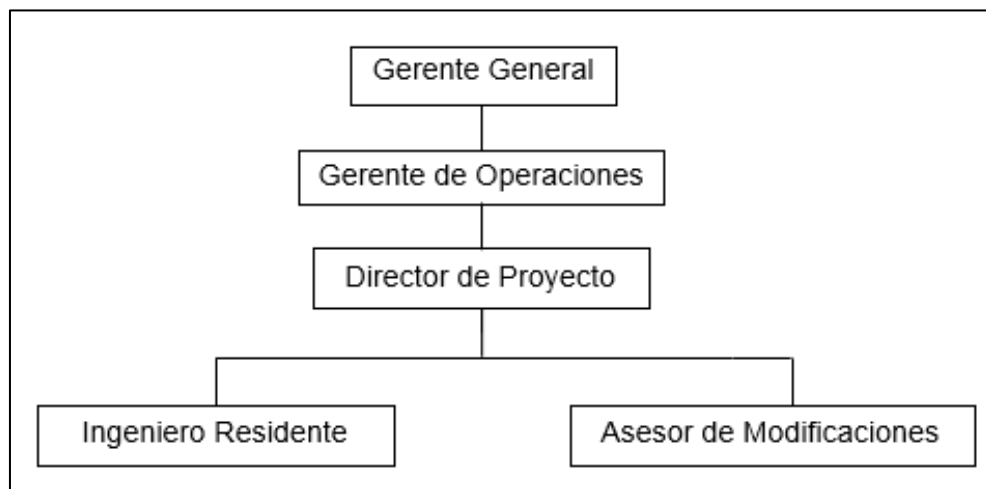 Gerente General
Gerente de Operaciones
Director de Proyecto
Ingeniero Residente
Asesor de Modificaciones